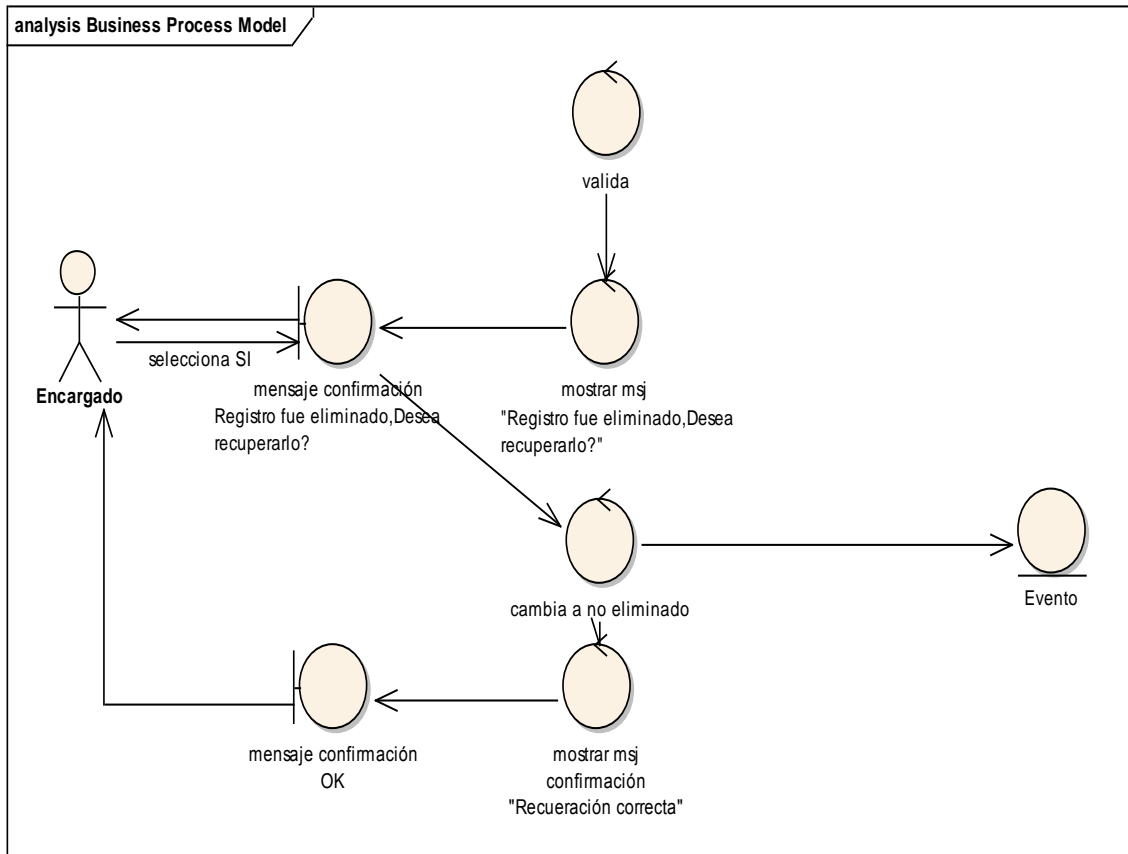 analysis Business Process Model
valida
selecciona SI
Encargado
mensaje confirmación
Registro fue eliminado,Desea
recuperarlo?
mostrar msj
"Registro fue eliminado,Desea
recuperarlo?"
cambia a no eliminado
Evento
mensaje confirmación
OK
mostrar msj
confirmación
"Recueración correcta"